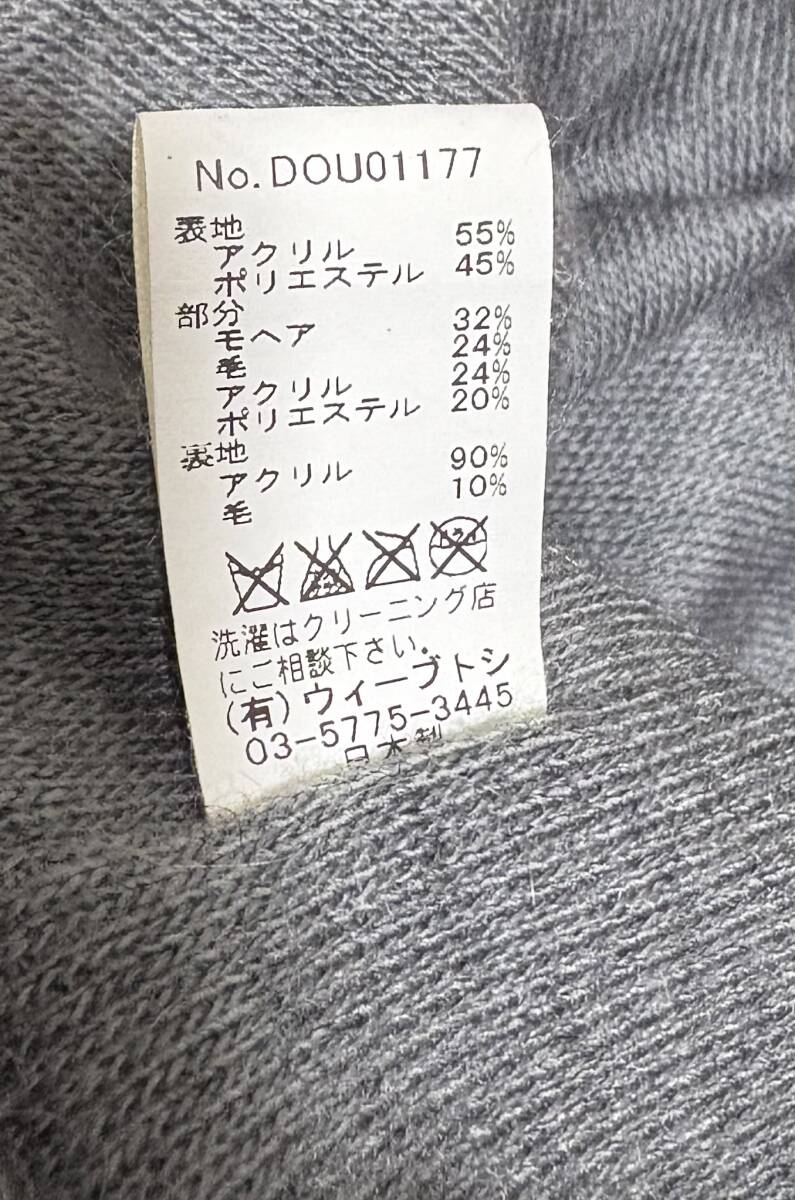 No.DOU01177
表地
アクリル 55%
ポリエステル 45%
部分
モヘア 32%
毛 24%
アクリル 24%
ポリエステル 20%
裏地
アクリル 90%
毛 10%
ドライ
洗濯はクリーニング店
にご相談下さい.
(有)ウィーブトシ
03-5775-3445
日本製